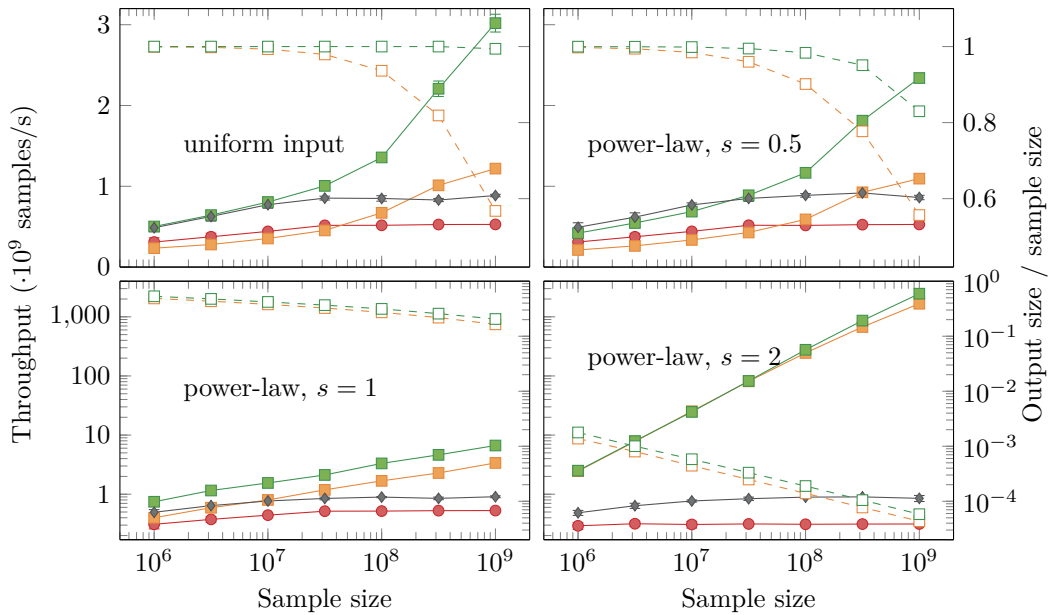 3
2
1
0
uniform input
power-law, s = 0.5
1
0.8
0.6
Throughput (·10⁹ samples/s)
Output size / sample size
1,000
100
10
1
power-law, s = 1
power-law, s = 2
10⁰
10⁻¹
10⁻²
10⁻³
10⁻⁴
10⁶ 10⁷ 10⁸ 10⁹
10⁶ 10⁷ 10⁸ 10⁹
Sample size
Sample size